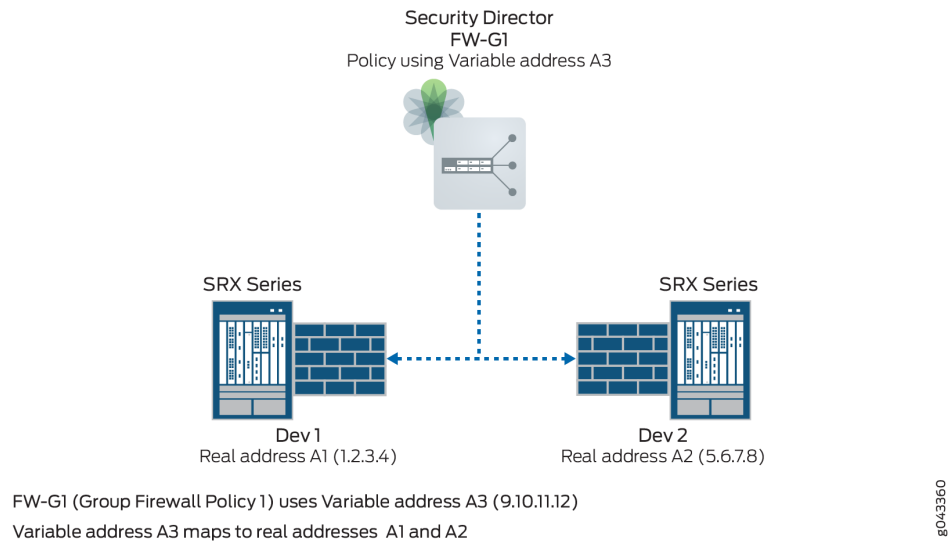 Security Director
FW-G1
Policy using Variable address A3
SRX Series
SRX Series
Dev 1
Real address A1 (1.2.3.4)
Dev 2
Real address A2 (5.6.7.8)
FW-G1 (Group Firewall Policy 1) uses Variable address A3 (9.10.11.12)
Variable address A3 maps to real addresses A1 and A2
g043360